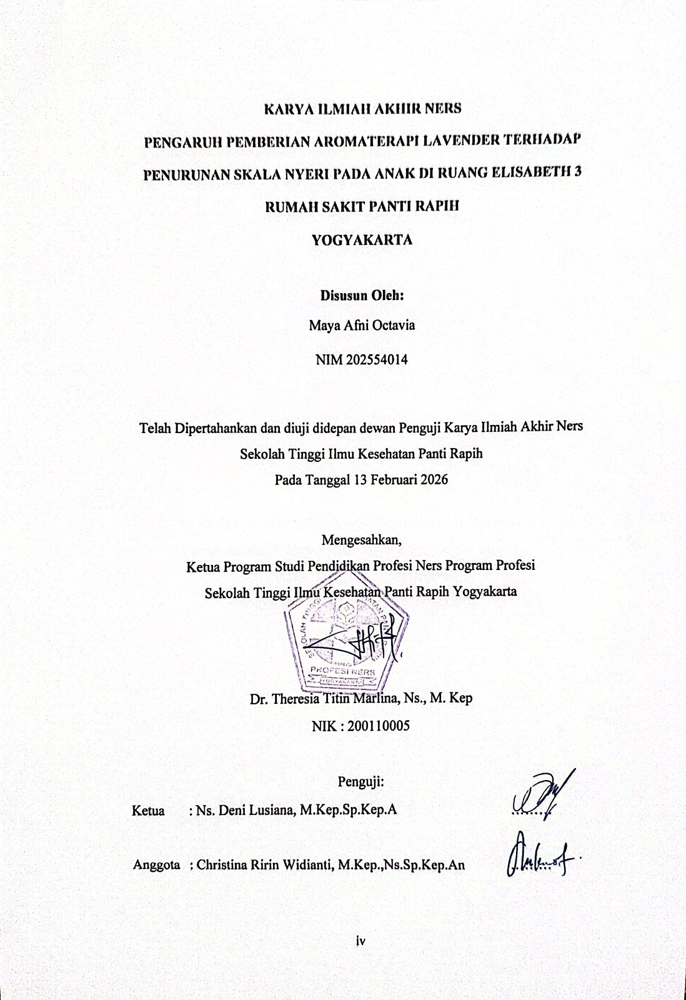 KARYA ILMIAH AKHIR NERS
PENGARUH PEMBERIAN AROMATERAPI LAVENDER TERHADAP
PENURUNAN SKALA NYERI PADA ANAK DI RUANG ELISABETH 3
RUMAH SAKIT PANTI RAPIH
YOGYAKARTA
Disusun Oleh:
Maya Afni Octavia
NIM 202554014
Telah Dipertahankan dan diuji didepan dewan Penguji Karya Ilmiah Akhir Ners
Sekolah Tinggi Ilmu Kesehatan Panti Rapih
Pada Tanggal 13 Februari 2026
Mengesahkan,
Ketua Program Studi Pendidikan Profesi Ners Program Profesi
Sekolah Tinggi Ilmu Kesehatan Panti Rapih Yogyakarta
SEKOLAH TINGGI
PROFESI NERS
YOGYAKARTA
Dr. Theresia Titin Marlina, Ns., M. Kep
NIK : 200110005
Penguji:
Ketua : Ns. Deni Lusiana, M.Kep.Sp.Kep.A
Anggota : Christina Ririn Widianti, M.Kep.,Ns.Sp.Kep.An
iv